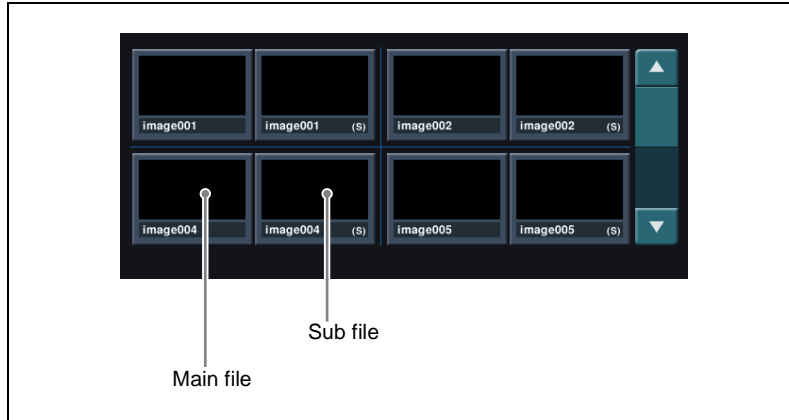 image001 image001 (S) image002 image002 (S)
image004 image004 (S) image005 image005 (S)
Sub file
Main file